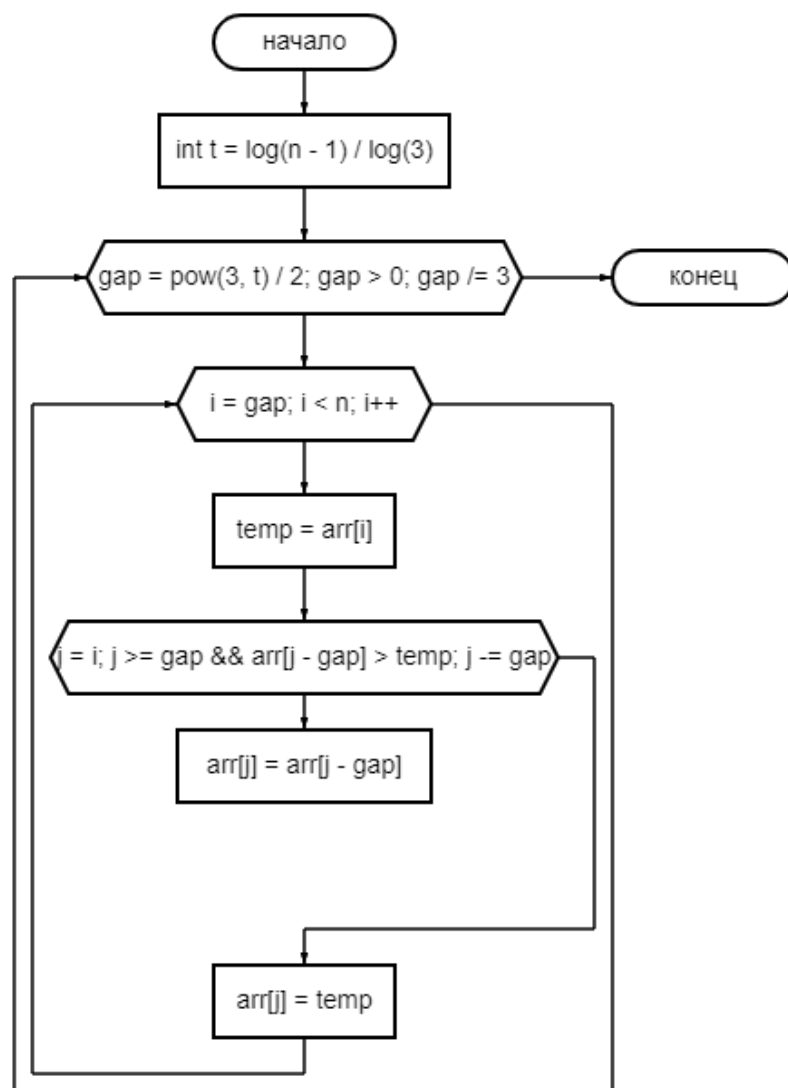 начало
int t = log(n - 1) / log(3)
gap = pow(3, t) / 2; gap > 0; gap /= 3
конец
i = gap; i < n; i++
temp = arr[i]
j = i; j >= gap && arr[j - gap] > temp; j -= gap
arr[j] = arr[j - gap]
arr[j] = temp